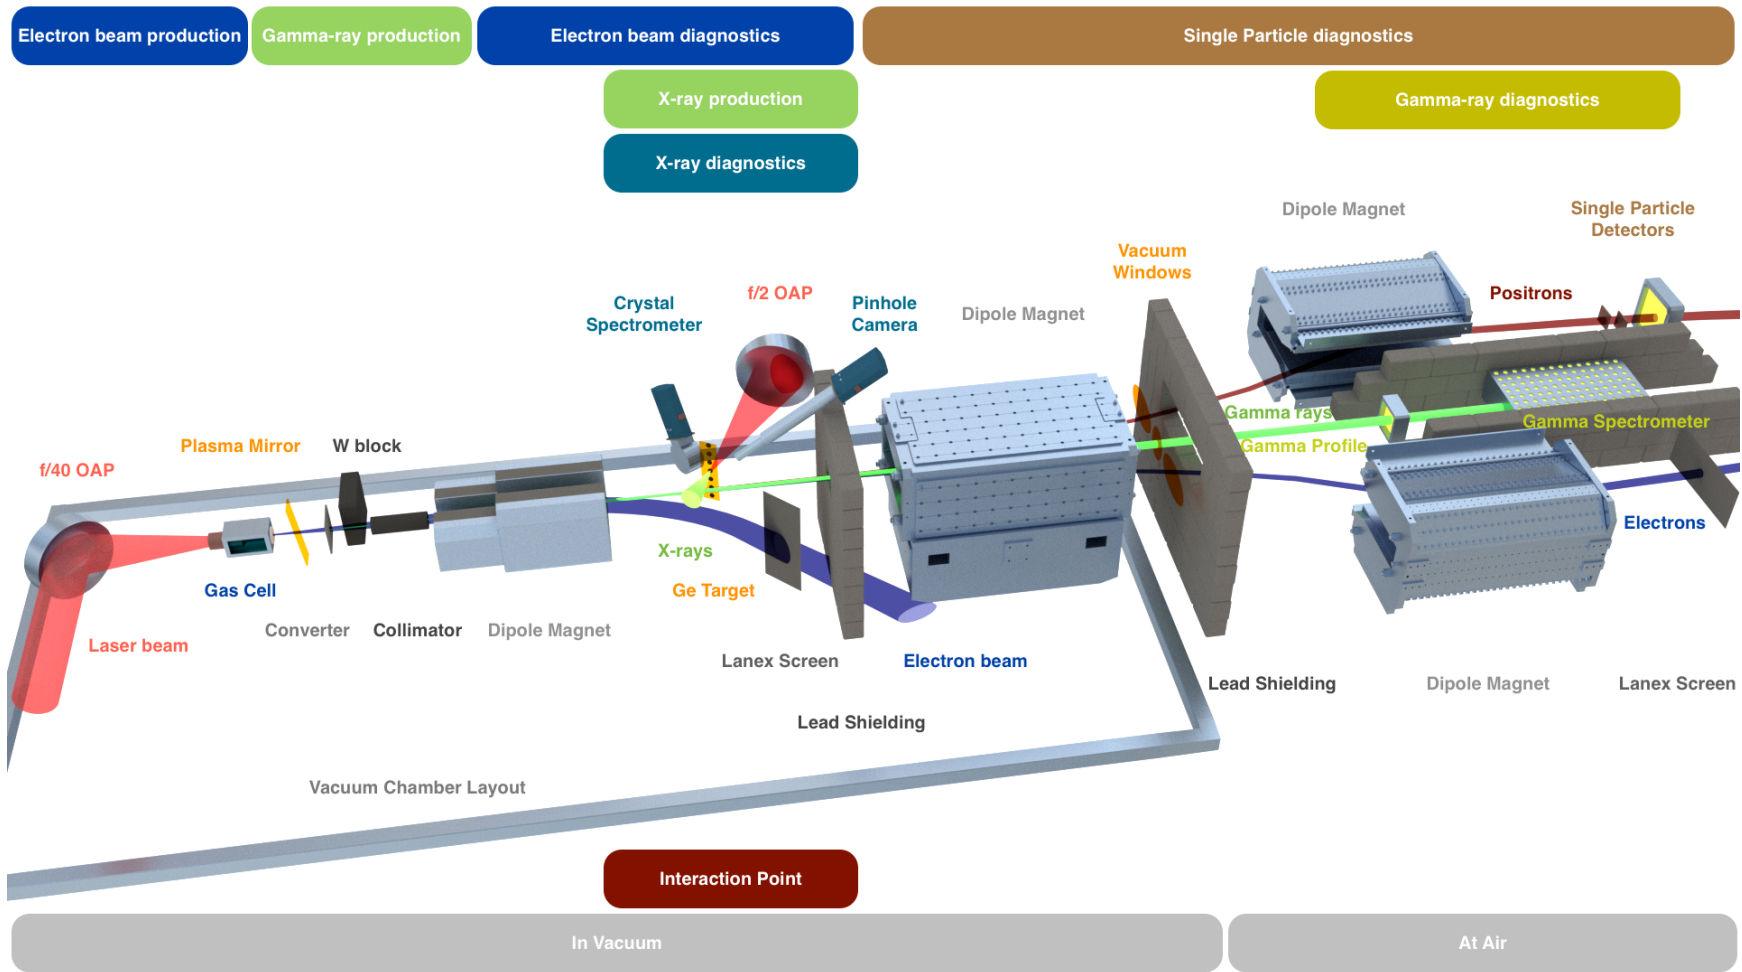 Electron beam production
Gamma-ray production
Electron beam diagnostics
Single Particle diagnostics
X-ray production
Gamma-ray diagnostics
X-ray diagnostics
Dipole Magnet
Single Particle
Detectors
Vacuum
Windows
Crystal
Spectrometer
f/2 OAP
Pinhole
Camera
Dipole Magnet
Positrons
Plasma Mirror
W block
f/40 OAP
Gamma rays
Gamma Profile
Gamma Spectrometer
X-rays
Electrons
Gas Cell
Ge Target
Converter
Collimator
Dipole Magnet
Laser beam
Lanex Screen
Electron beam
Lead Shielding
Dipole Magnet
Lanex Screen
Lead Shielding
Vacuum Chamber Layout
Interaction Point
In Vacuum
At Air